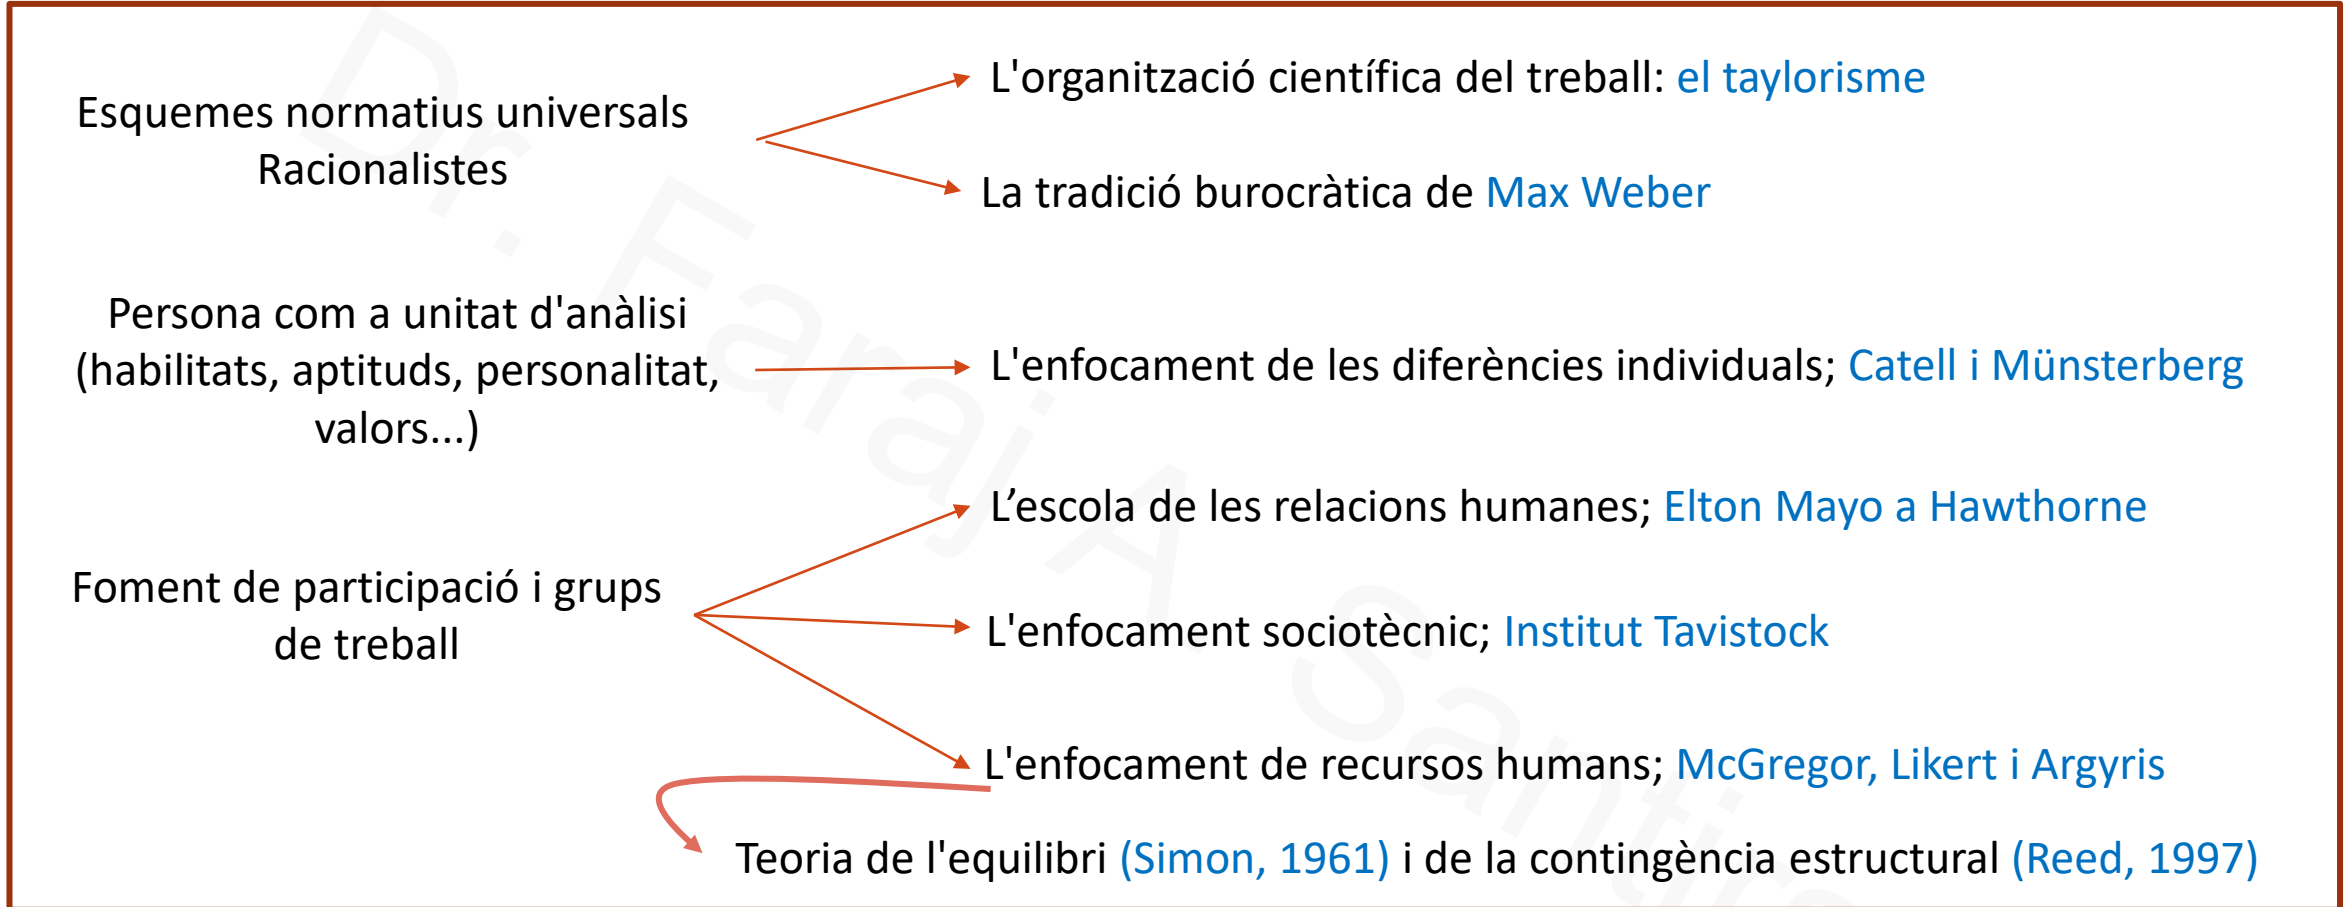 Esquemes normatius universals
Racionalistes
L'organització científica del treball: el taylorisme
La tradició burocràtica de Max Weber
Persona com a unitat d'anàlisi
(habilitats, aptituds, personalitat,
valors...)
L'enfocament de les diferències individuals; Catell i Münsterberg
Foment de participació i grups
de treball
L’escola de les relacions humanes; Elton Mayo a Hawthorne
L'enfocament sociotècnic; Institut Tavistock
L'enfocament de recursos humans; McGregor, Likert i Argyris
Teoria de l'equilibri (Simon, 1961) i de la contingència estructural (Reed, 1997)
Dr. Faraj A. Santir